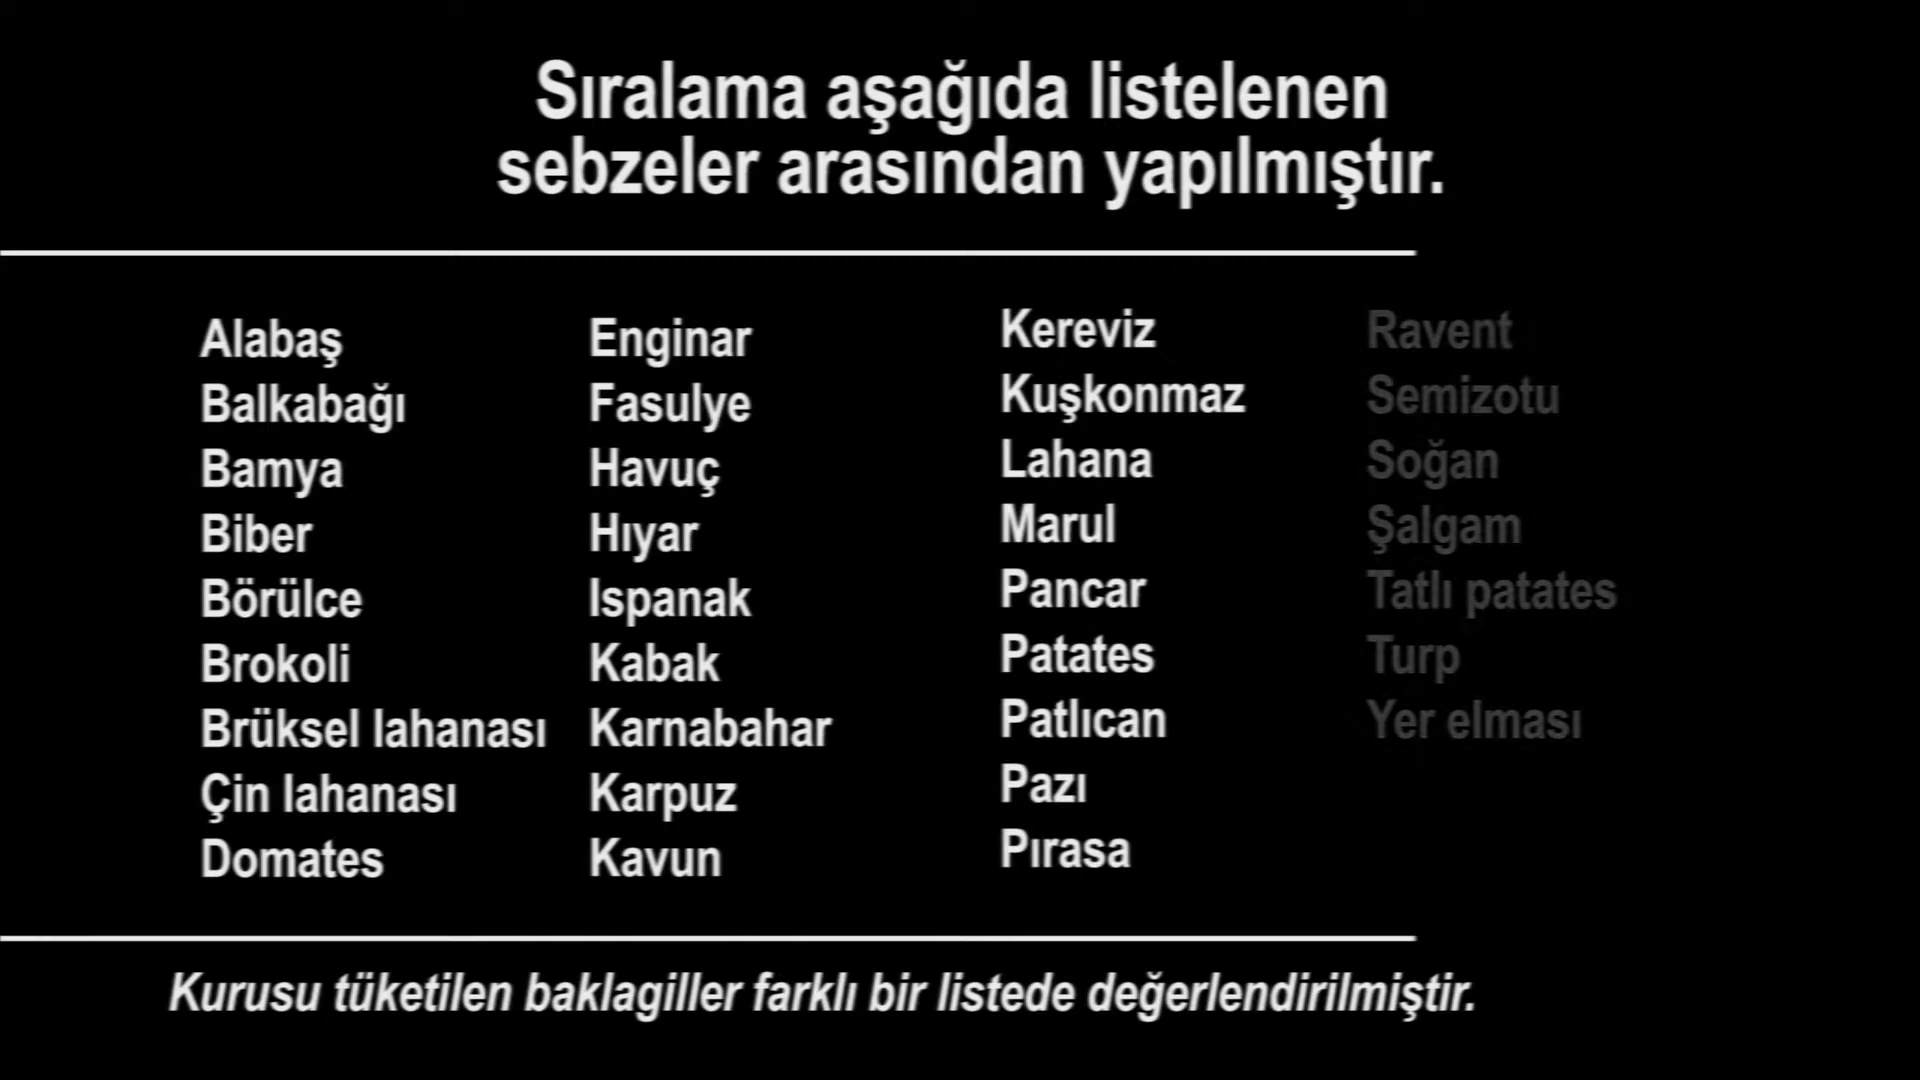 Sıralama aşağıda listelenen
sebzeler arasından yapılmıştır.
Alabaş
Balkabağı
Bamya
Biber
Börülce
Brokoli
Brüksel lahanası
Çin lahanası
Domates
Enginar
Fasulye
Havuç
Hıyar
Ispanak
Kabak
Karnabahar
Karpuz
Kavun
Kereviz
Kuşkonmaz
Lahana
Marul
Pancar
Patates
Patlıcan
Pazı
Pırasa
Ravent
Semizotu
Soğan
Şalgam
Tatlı patates
Turp
Yer elması
Kurusu tüketilen baklagiller farklı bir listede değerlendirilmiştir.